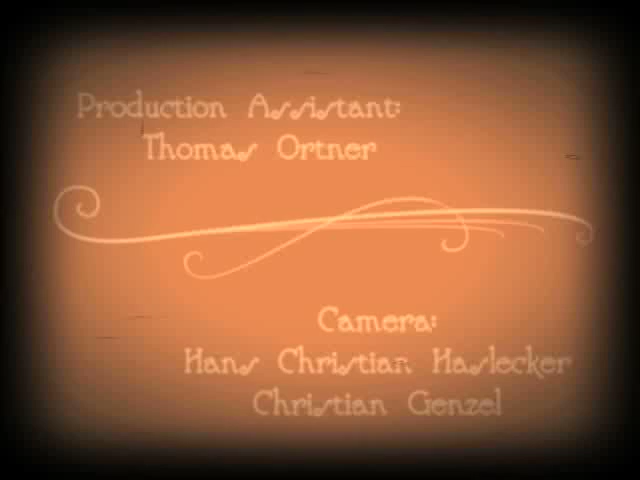 Production Assistant:
Thomas Ortner
Camera:
Hans Christian Haslecker
Christian Genzel